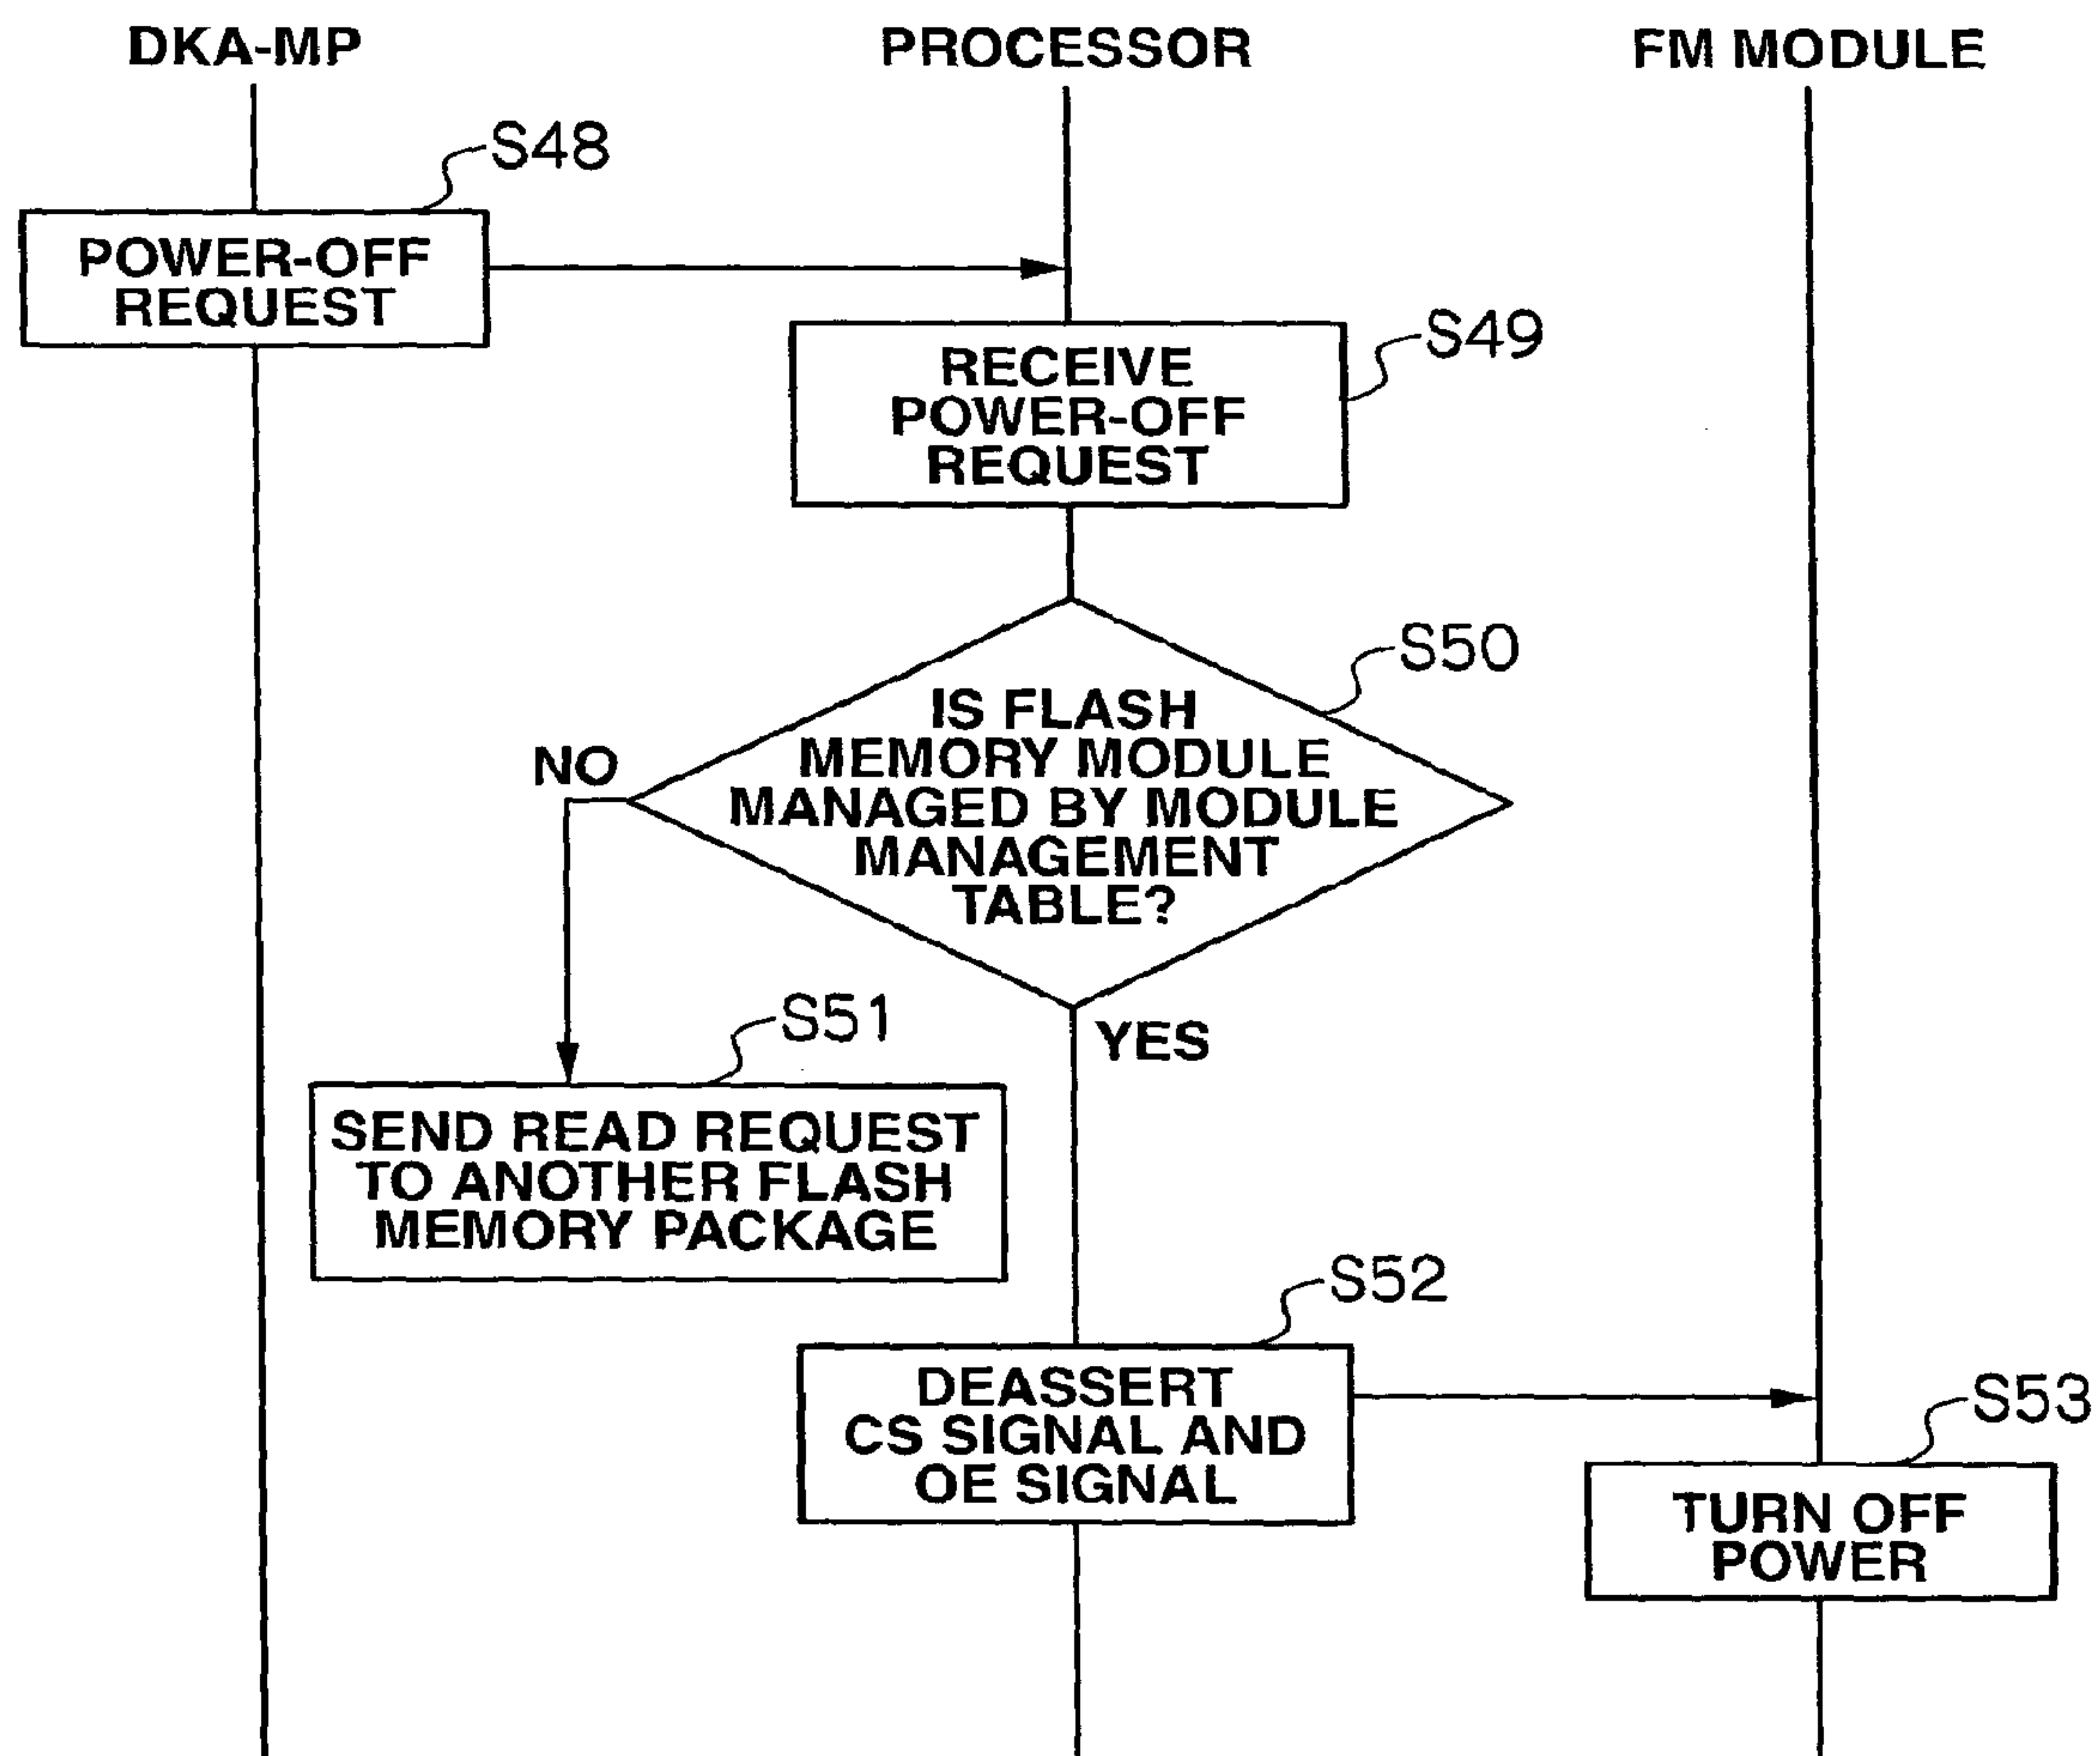 DKA-MP
PROCESSOR
FM MODULE
S48
POWER-OFF
REQUEST
S49
RECEIVE
POWER-OFF
REQUEST
S50
IS FLASH
MEMORY MODULE
MANAGED BY MODULE
MANAGEMENT
TABLE?
NO
YES
S51
SEND READ REQUEST
TO ANOTHER FLASH
MEMORY PACKAGE
S52
DEASSERT
CS SIGNAL AND
OE SIGNAL
S53
TURN OFF
POWER